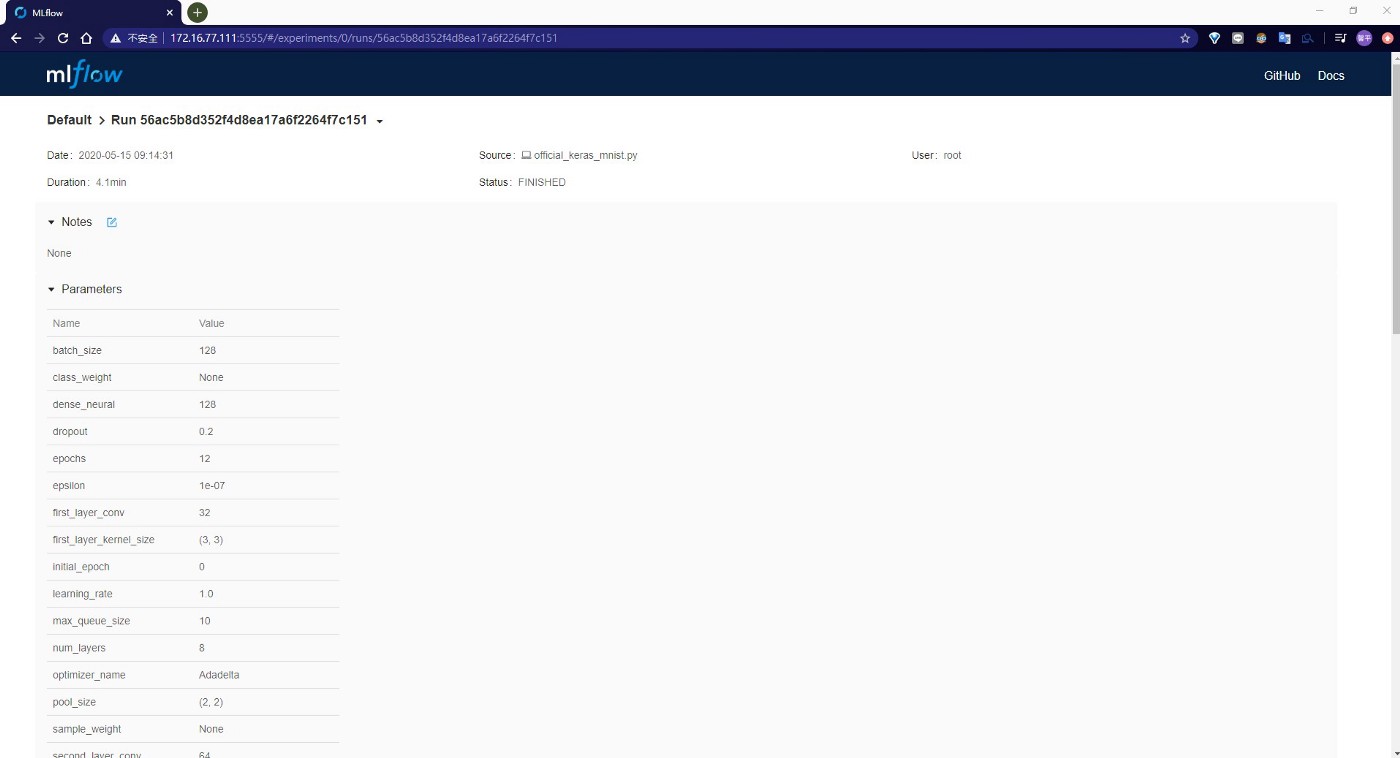 MLflow
不安全 172.16.77.111:5555/#/experiments/0/runs/56ac5b8d352f4d8ea17a6f2264f7c151
mlflow
GitHub Docs
Default > Run 56ac5b8d352f4d8ea17a6f2264f7c151
Date: 2020-05-15 09:14:31 Source: official_keras_mnist.py User: root
Duration: 4.1min Status: FINISHED
Notes
None
Parameters
Name Value
batch_size 128
class_weight None
dense_neural 128
dropout 0.2
epochs 12
epsilon 1e-07
first_layer_conv 32
first_layer_kernel_size (3, 3)
initial_epoch 0
learning_rate 1.0
max_queue_size 10
num_layers 8
optimizer_name Adadelta
pool_size (2, 2)
sample_weight None
second_layer_conv 64